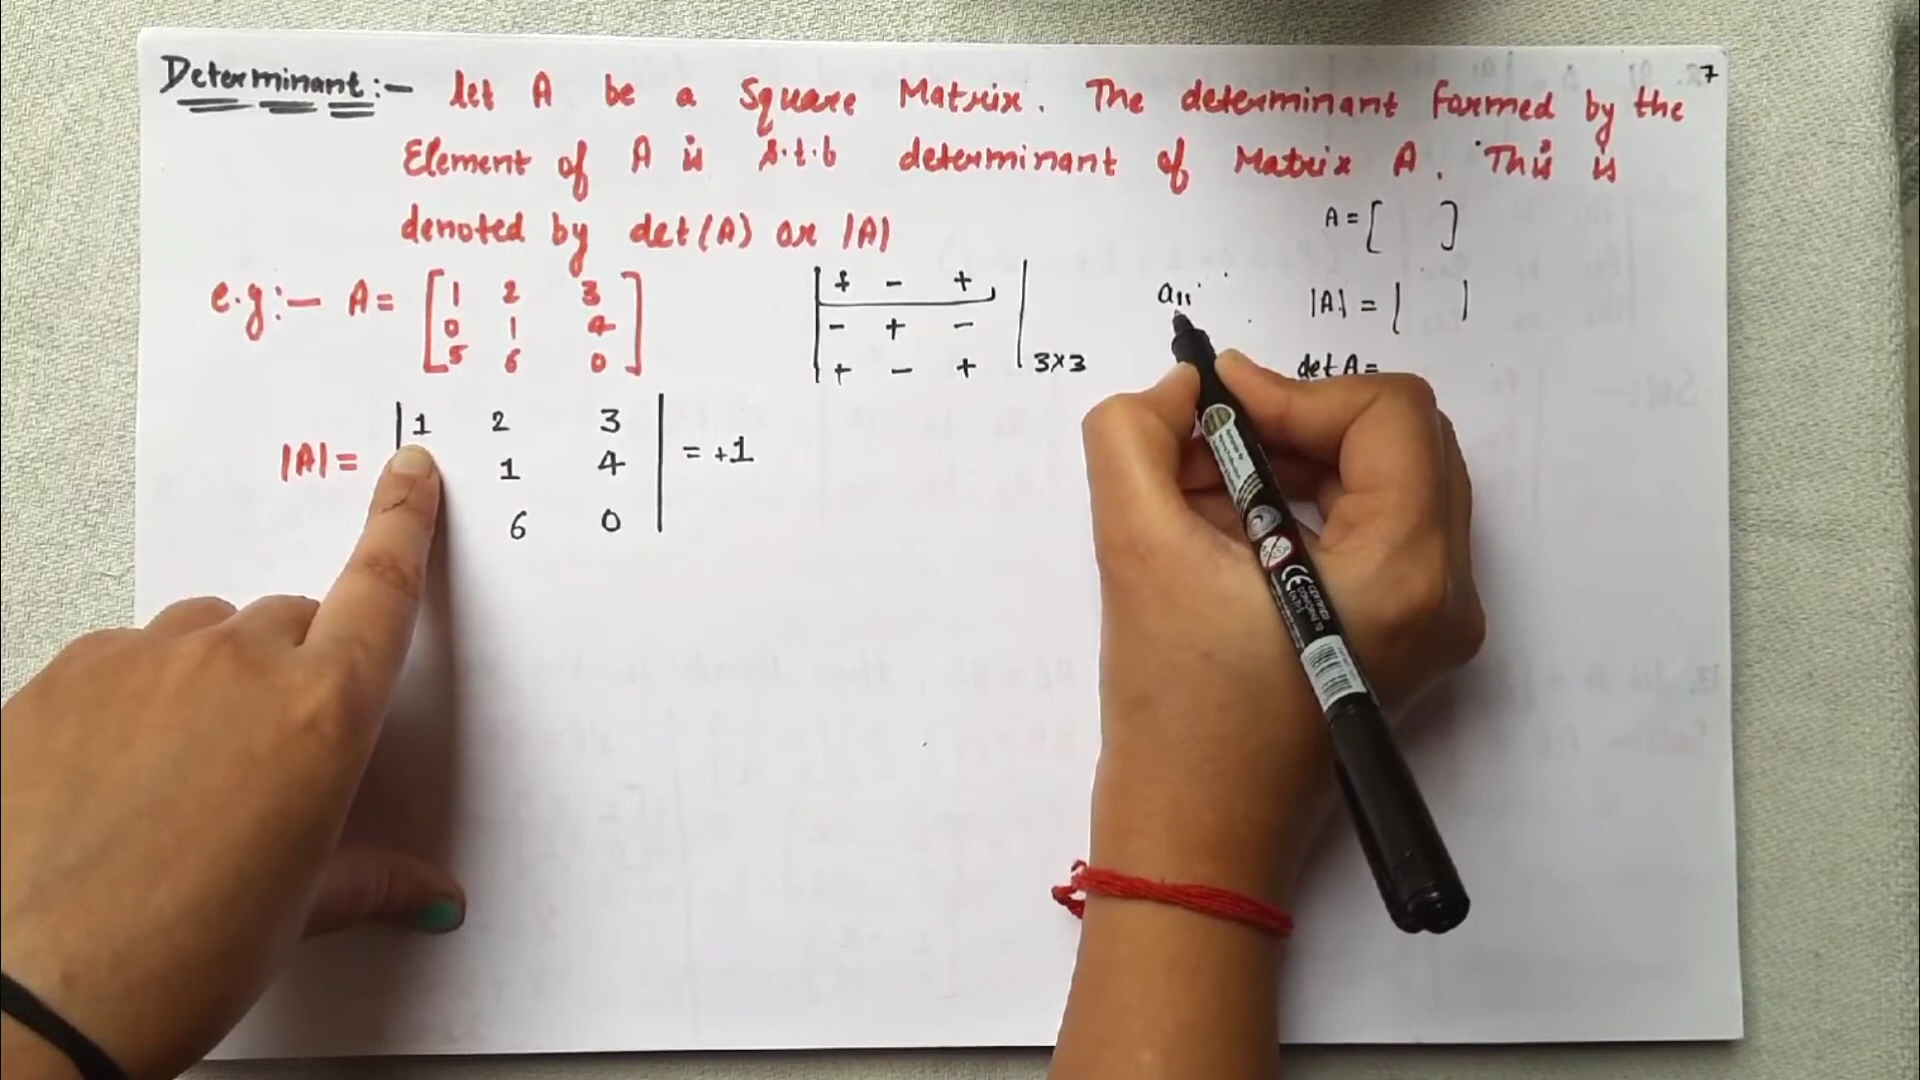 Determinant:- let A be a Square Matrix. The determinant formed by the
7
Element of A is s.t.b determinant of Matrix A. This is
denoted by det(A) or |A|
A = [ ]
e.g:- A = [1 2 3
0 1 4
5 6 0]
+ - +
- + -
+ - + 3×3
a11
|A| = | |
det A =
|A| = |1 2 3
1 4
6 0| = +1
CE